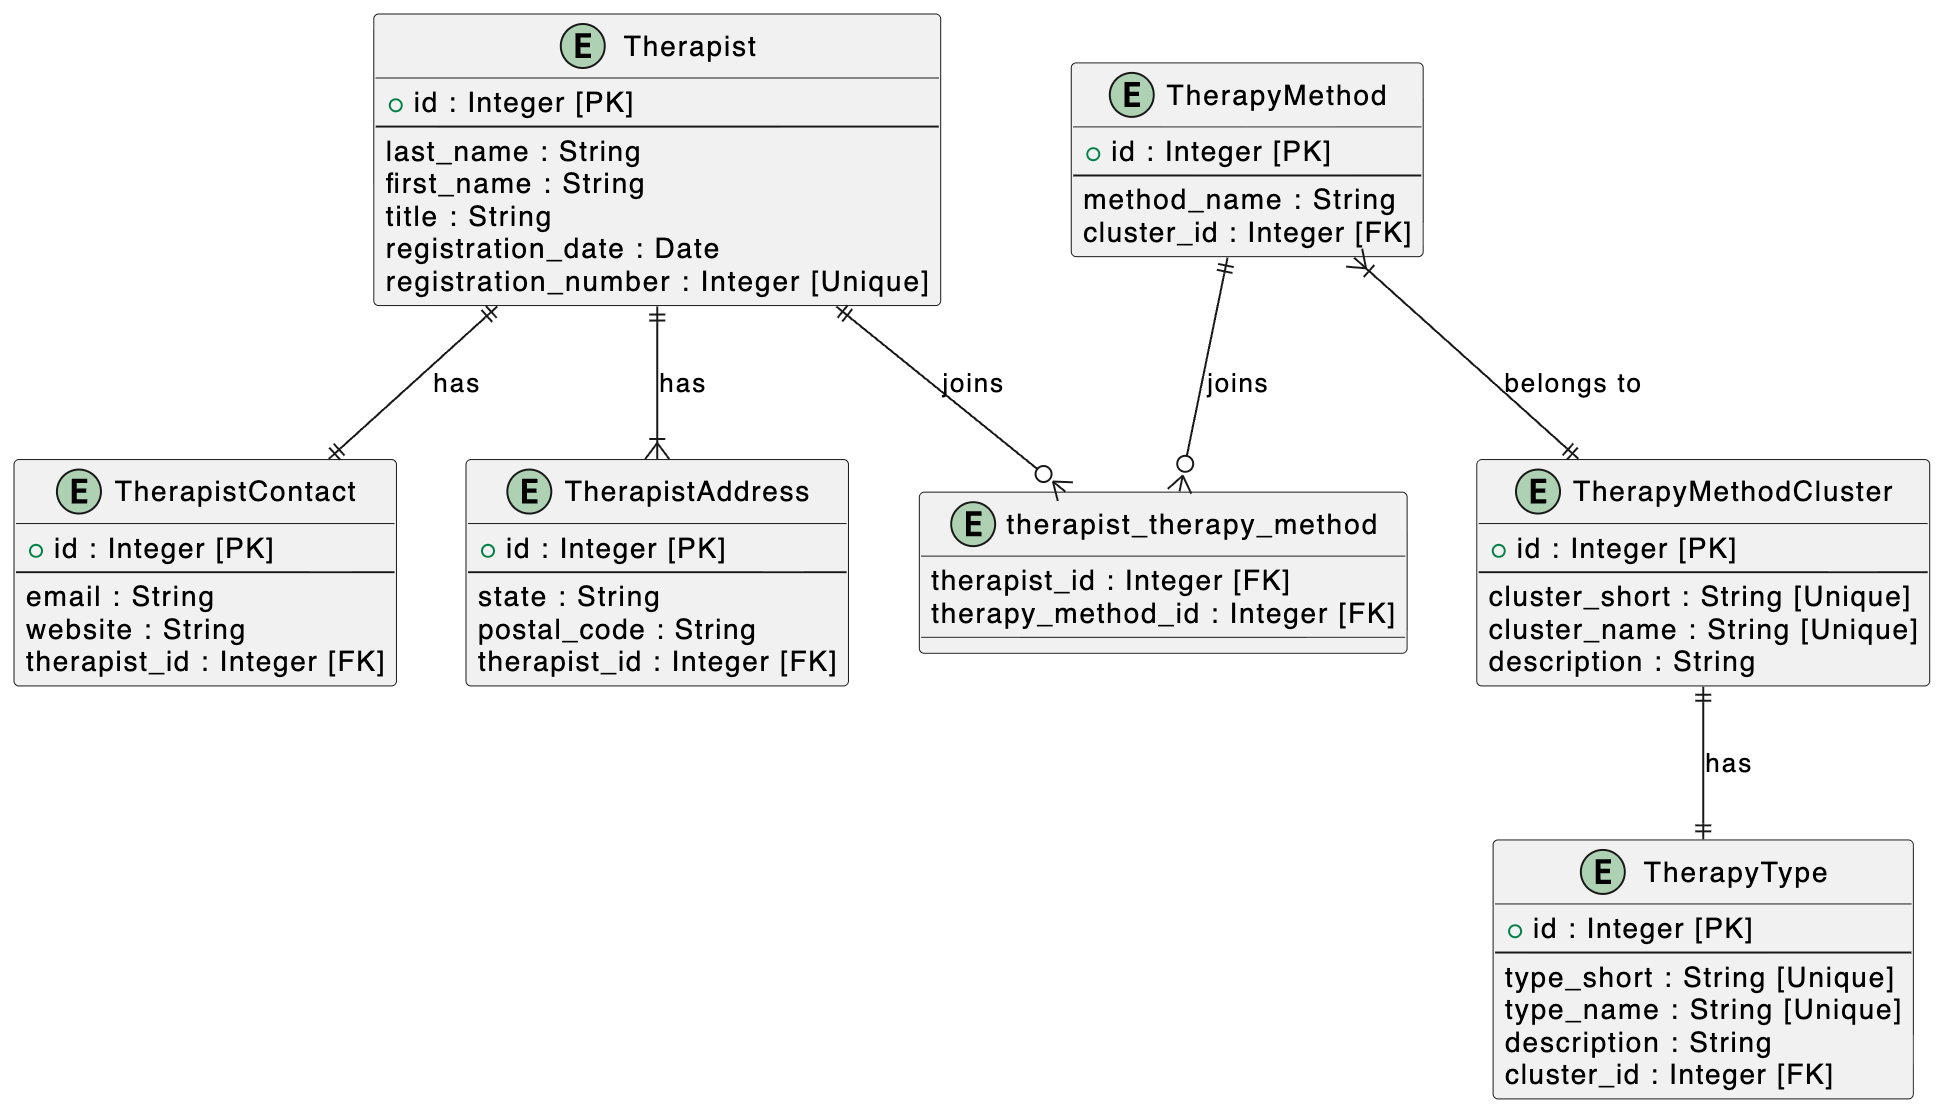 E Therapist
id : Integer [PK]
last_name : String
first_name : String
title : String
registration_date : Date
registration_number : Integer [Unique]
E TherapyMethod
id : Integer [PK]
method_name : String
cluster_id : Integer [FK]
has
has
joins
joins
belongs to
E TherapistContact
id : Integer [PK]
email : String
website : String
therapist_id : Integer [FK]
E TherapistAddress
id : Integer [PK]
state : String
postal_code : String
therapist_id : Integer [FK]
E therapist_therapy_method
therapist_id : Integer [FK]
therapy_method_id : Integer [FK]
E TherapyMethodCluster
id : Integer [PK]
cluster_short : String [Unique]
cluster_name : String [Unique]
description : String
has
E TherapyType
id : Integer [PK]
type_short : String [Unique]
type_name : String [Unique]
description : String
cluster_id : Integer [FK]